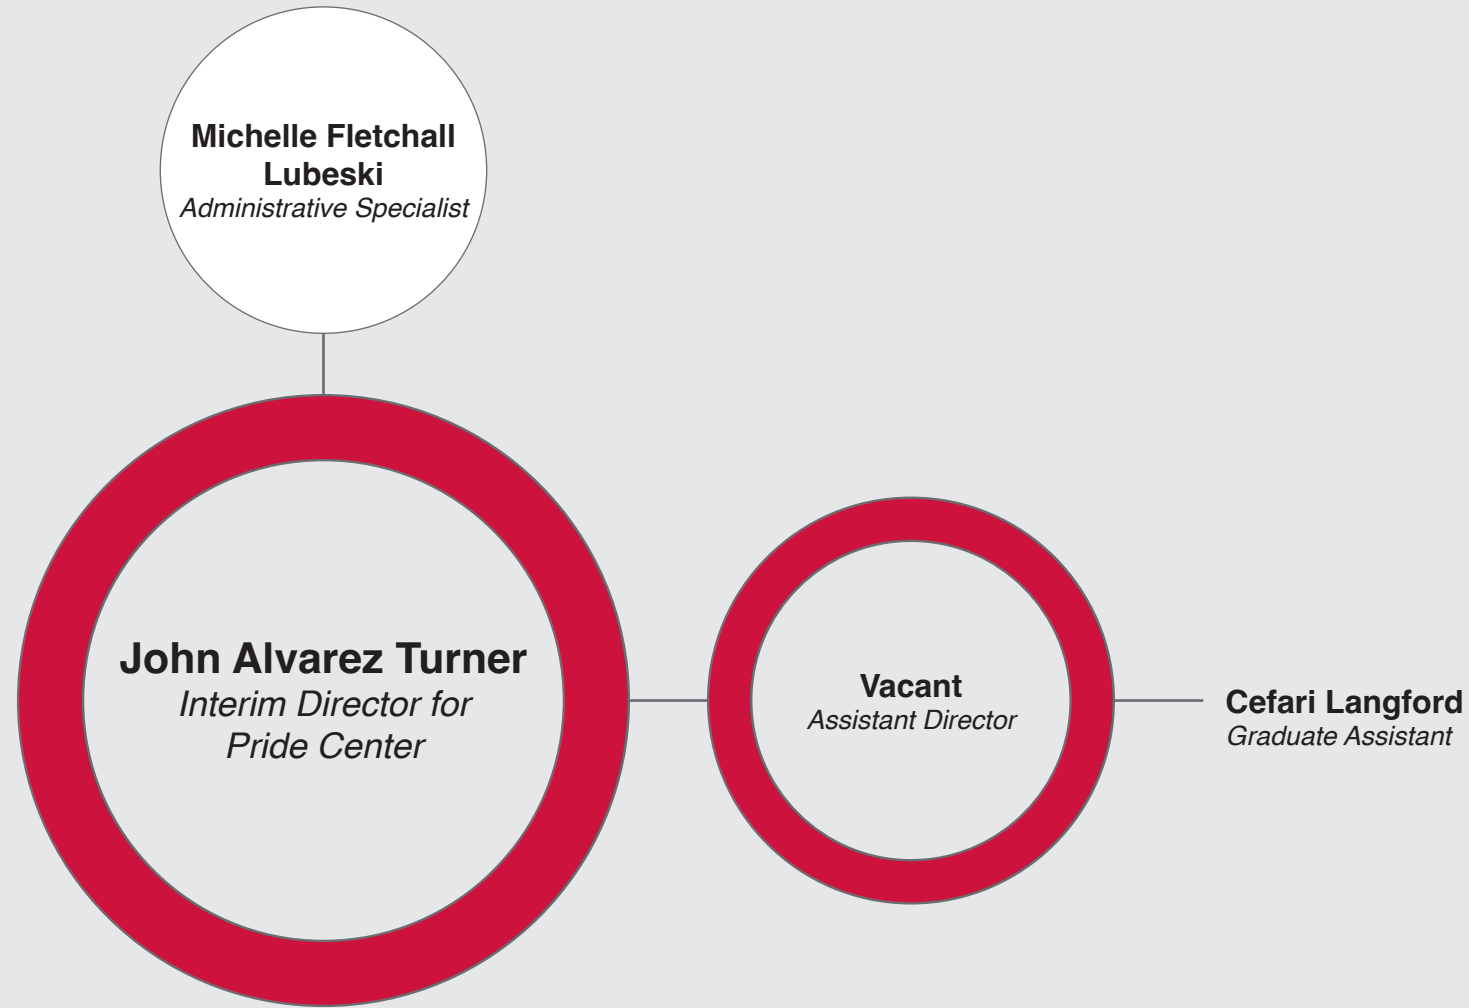 Michelle Fletchall
Lubeski
Administrative Specialist
John Alvarez Turner
Interim Director for
Pride Center
Vacant
Assistant Director
Cefari Langford
Graduate Assistant